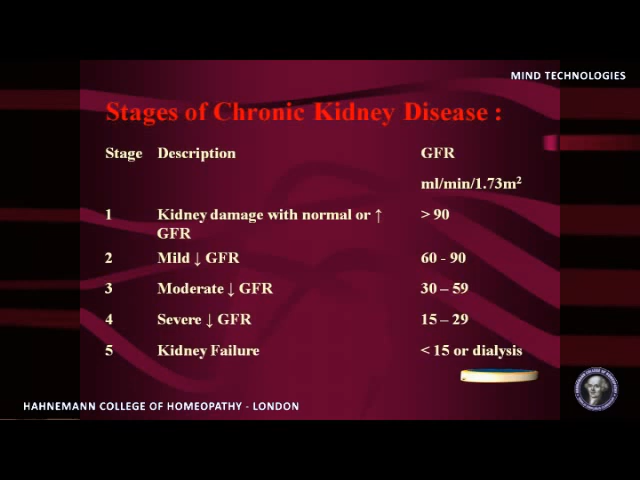 MIND TECHNOLOGIES
Stages of Chronic Kidney Disease :
Stage Description GFR
ml/min/1.73m²
1 Kidney damage with normal or ↑ > 90
GFR
2 Mild ↓ GFR 60 - 90
3 Moderate ↓ GFR 30 – 59
4 Severe ↓ GFR 15 – 29
5 Kidney Failure < 15 or dialysis
HAHNEMANN COLLEGE OF HOMEOPATHY - LONDON